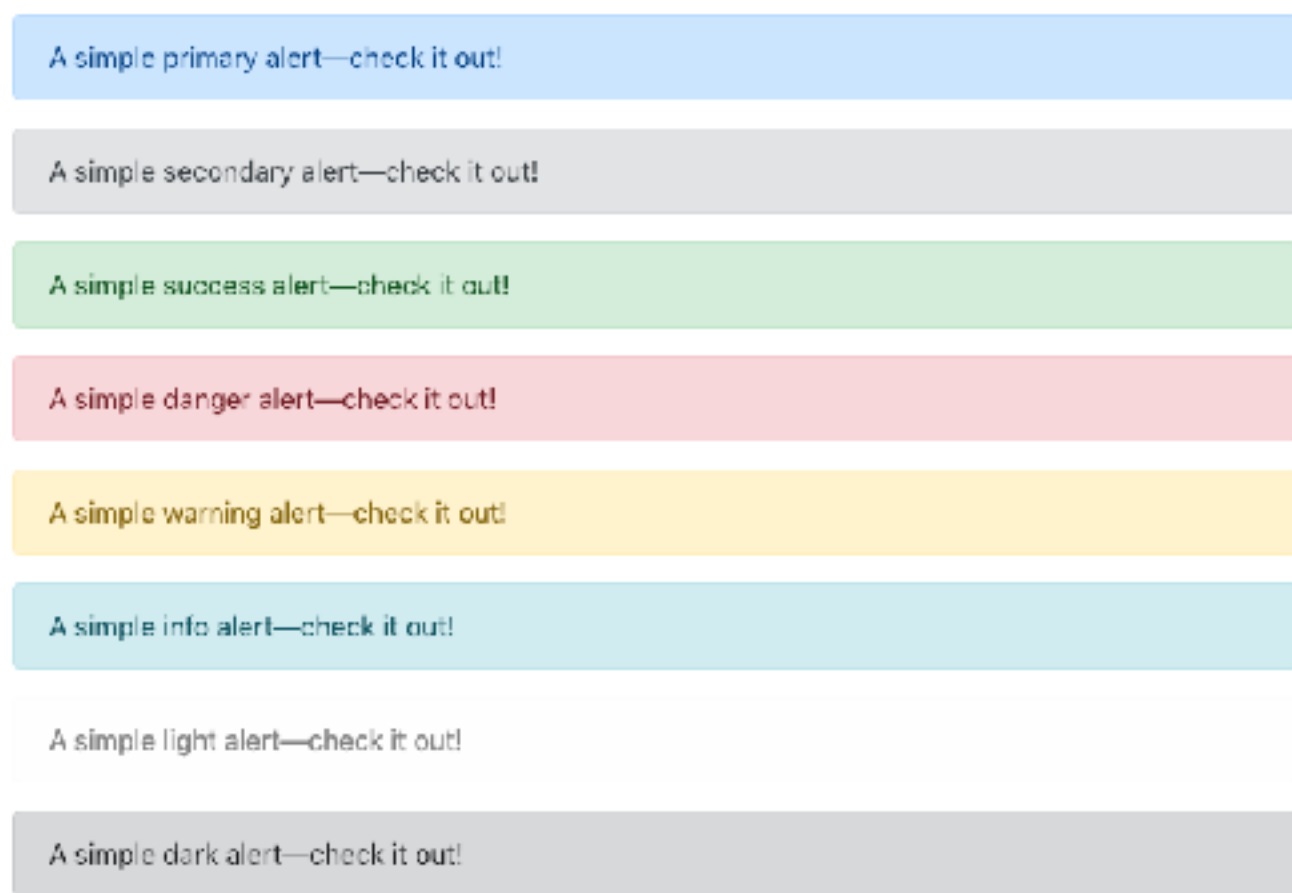 A simple primary alert—check it out!
A simple secondary alert—check it out!
A simple success alert—check it out!
A simple danger alert—check it out!
A simple warning alert—check it out!
A simple info alert—check it out!
A simple light alert—check it out!
A simple dark alert—check it out!